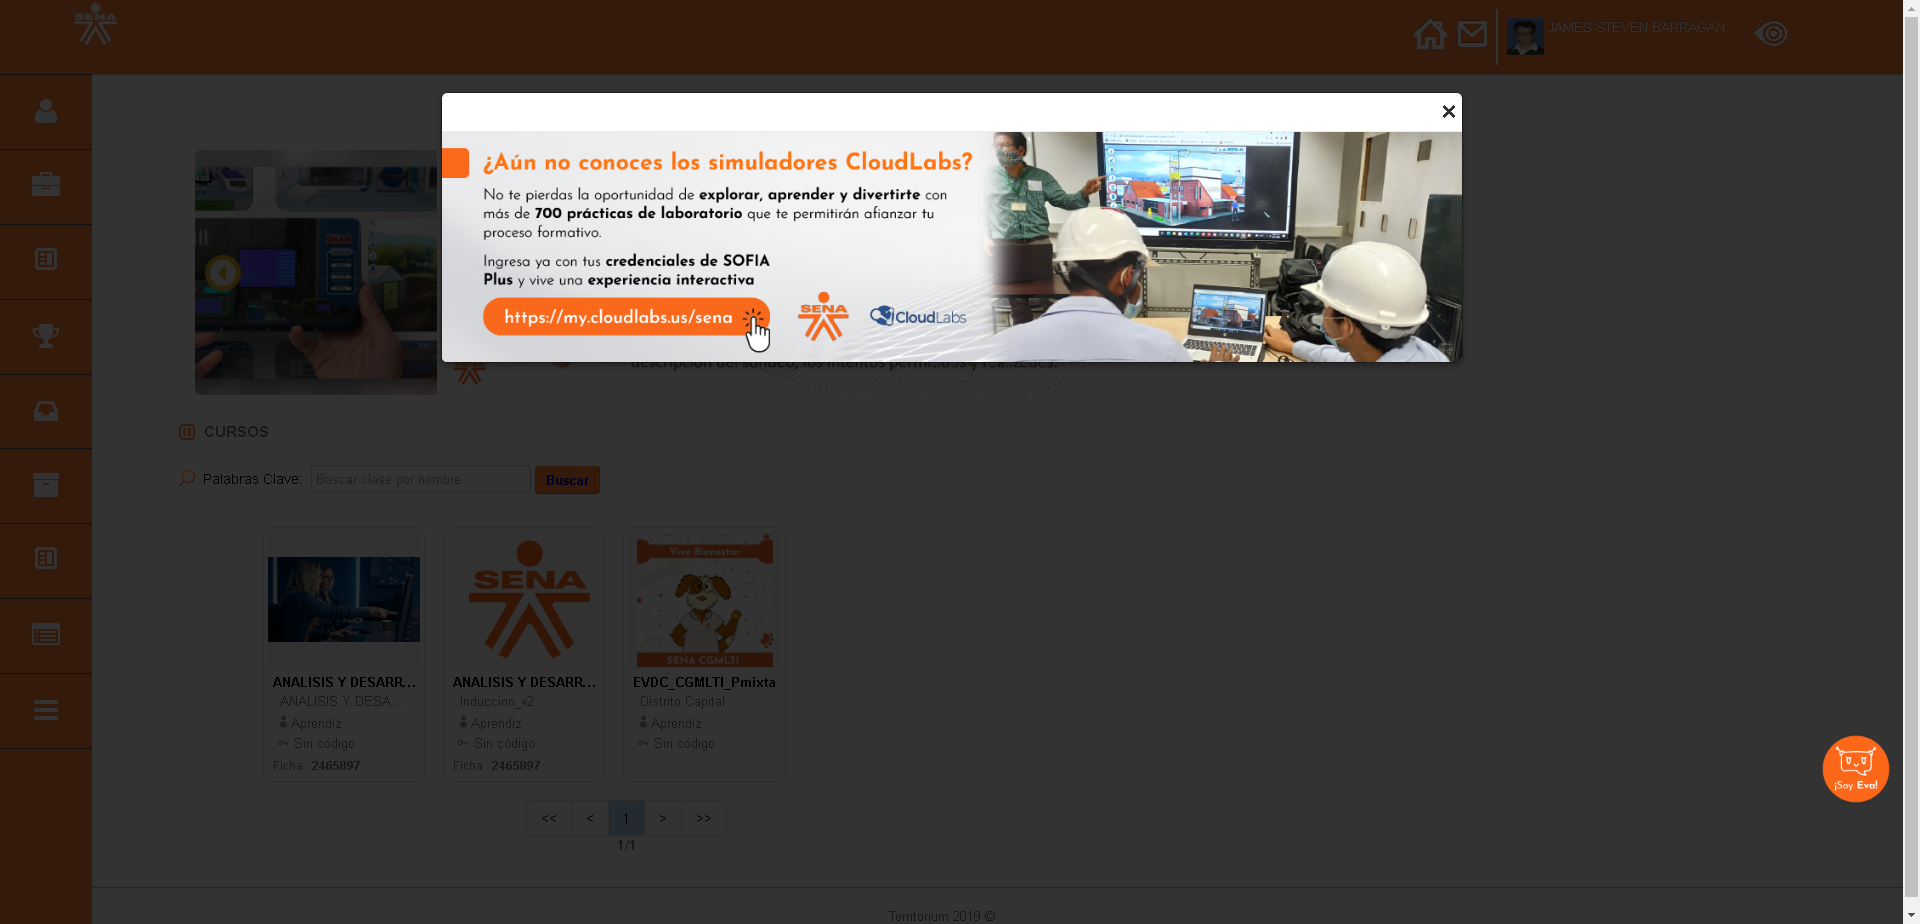 SENA
JAMES STEVEN BARRAGAN
¿Aún no conoces los simuladores CloudLabs?
No te pierdas la oportunidad de explorar, aprender y divertirte con
más de 700 prácticas de laboratorio que te permitirán afianzar tu
proceso formativo.
Ingresa ya con tus credenciales de SOFIA
Plus y vive una experiencia interactiva
https://my.cloudlabs.us/sena
SENA
CloudLabs
descripción del sondeo, los intentos permitidos y realizados.
CURSOS
Palabras Clave:
Buscar clase por nombre
Buscar
SENA
Vive Bienestar
SENA CGMLTI
ANALISIS Y DESARR...
ANALISIS Y DESA...
Aprendiz
Sin código
Ficha : 2465897
ANALISIS Y DESARR...
Induccion_v2
Aprendiz
Sin código
Ficha : 2465897
EVDC_CGMLTI_Pmixta
Distrito Capital
Aprendiz
Sin código
<< < 1 > >>
1/1
¡Soy Eva!
Territorium 2019 ©